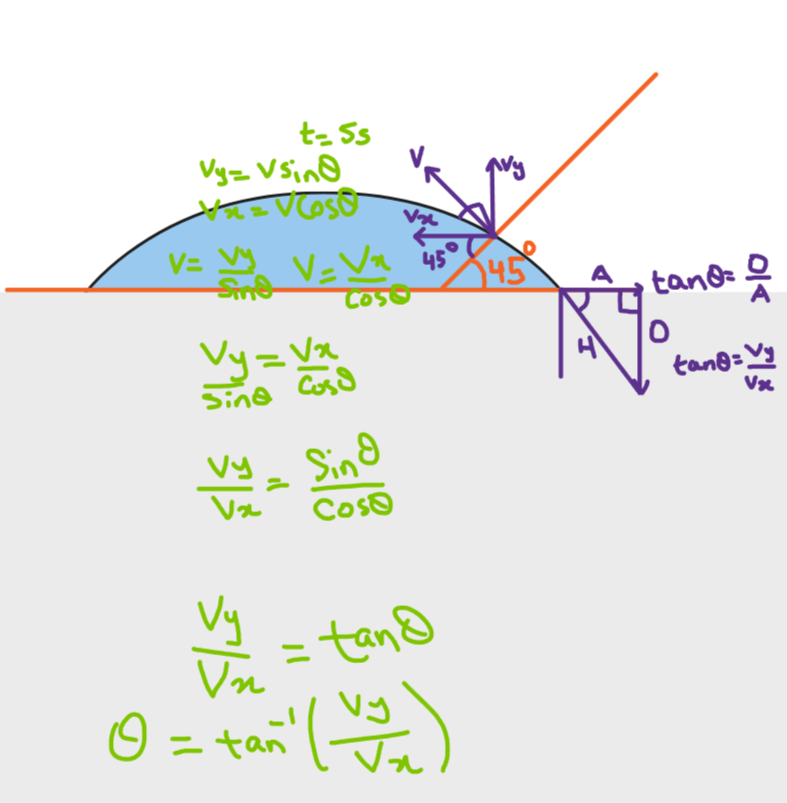 t= 5s
Vy= Vsinθ
Vx = Vcosθ
V= Vy/sinθ V= Vx/cosθ
Vy/sinθ = Vx/cosθ
Vy/Vx = sinθ/cosθ
Vy/Vx = tanθ
θ = tan⁻¹(Vy/Vx)
V
Vy
Vx
45°
45°
A
O
H
tanθ= O/A
tanθ= Vy/Vx